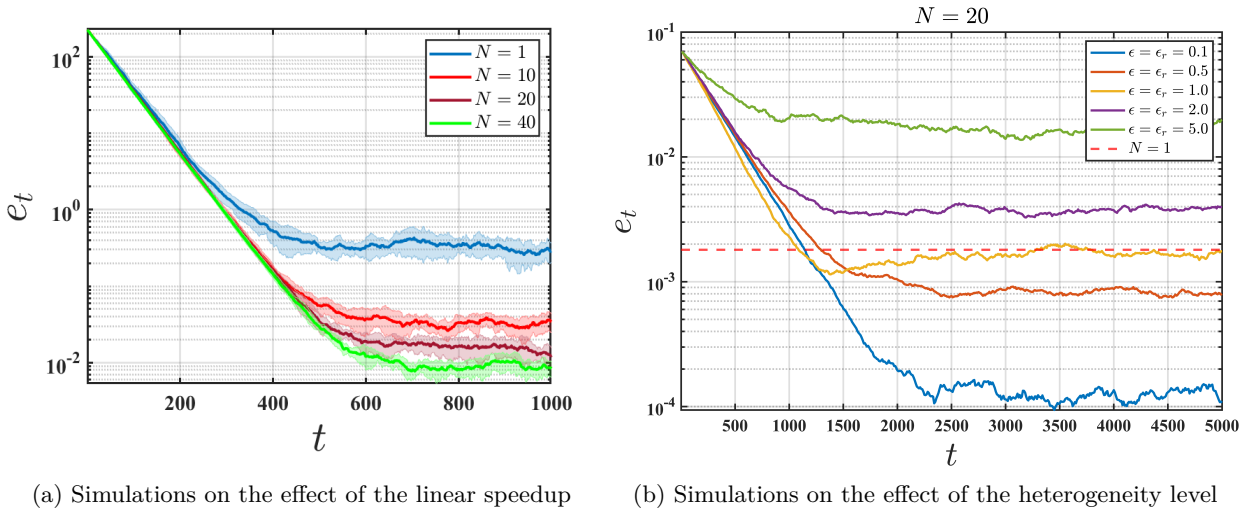 10^2
10^0
10^{-2}
e_t
200
400
600
800
1000
t
N = 1
N = 10
N = 20
N = 40
(a) Simulations on the effect of the linear speedup
N = 20
10^{-1}
10^{-2}
10^{-3}
10^{-4}
e_t
500
1000
1500
2000
2500
3000
3500
4000
4500
5000
t
ϵ = ϵ_r = 0.1
ϵ = ϵ_r = 0.5
ϵ = ϵ_r = 1.0
ϵ = ϵ_r = 2.0
ϵ = ϵ_r = 5.0
N = 1
(b) Simulations on the effect of the heterogeneity level